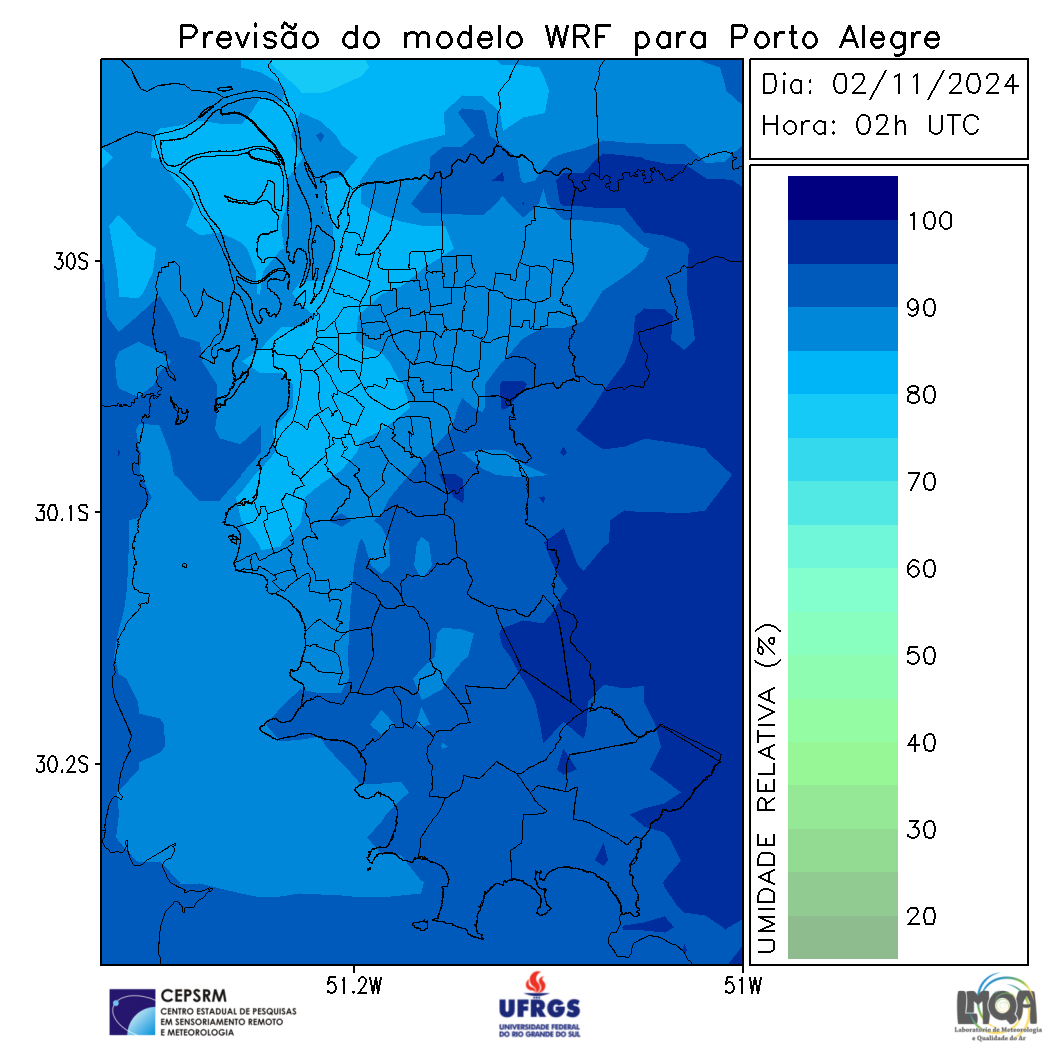 Previsão do modelo WRF para Porto Alegre
Dia: 02/11/2024
Hora: 02h UTC
30S
30.1S
30.2S
51.2W
51W
UMIDADE RELATIVA (%)
100
90
80
70
60
50
40
30
20
CEPSRM
CENTRO ESTADUAL DE PESQUISAS
EM SENSORIAMENTO REMOTO
E METEOROLOGIA
UFRGS
UNIVERSIDADE FEDERAL
DO RIO GRANDE DO SUL
LMQA
Laboratório de Meteorologia
e Qualidade do Ar